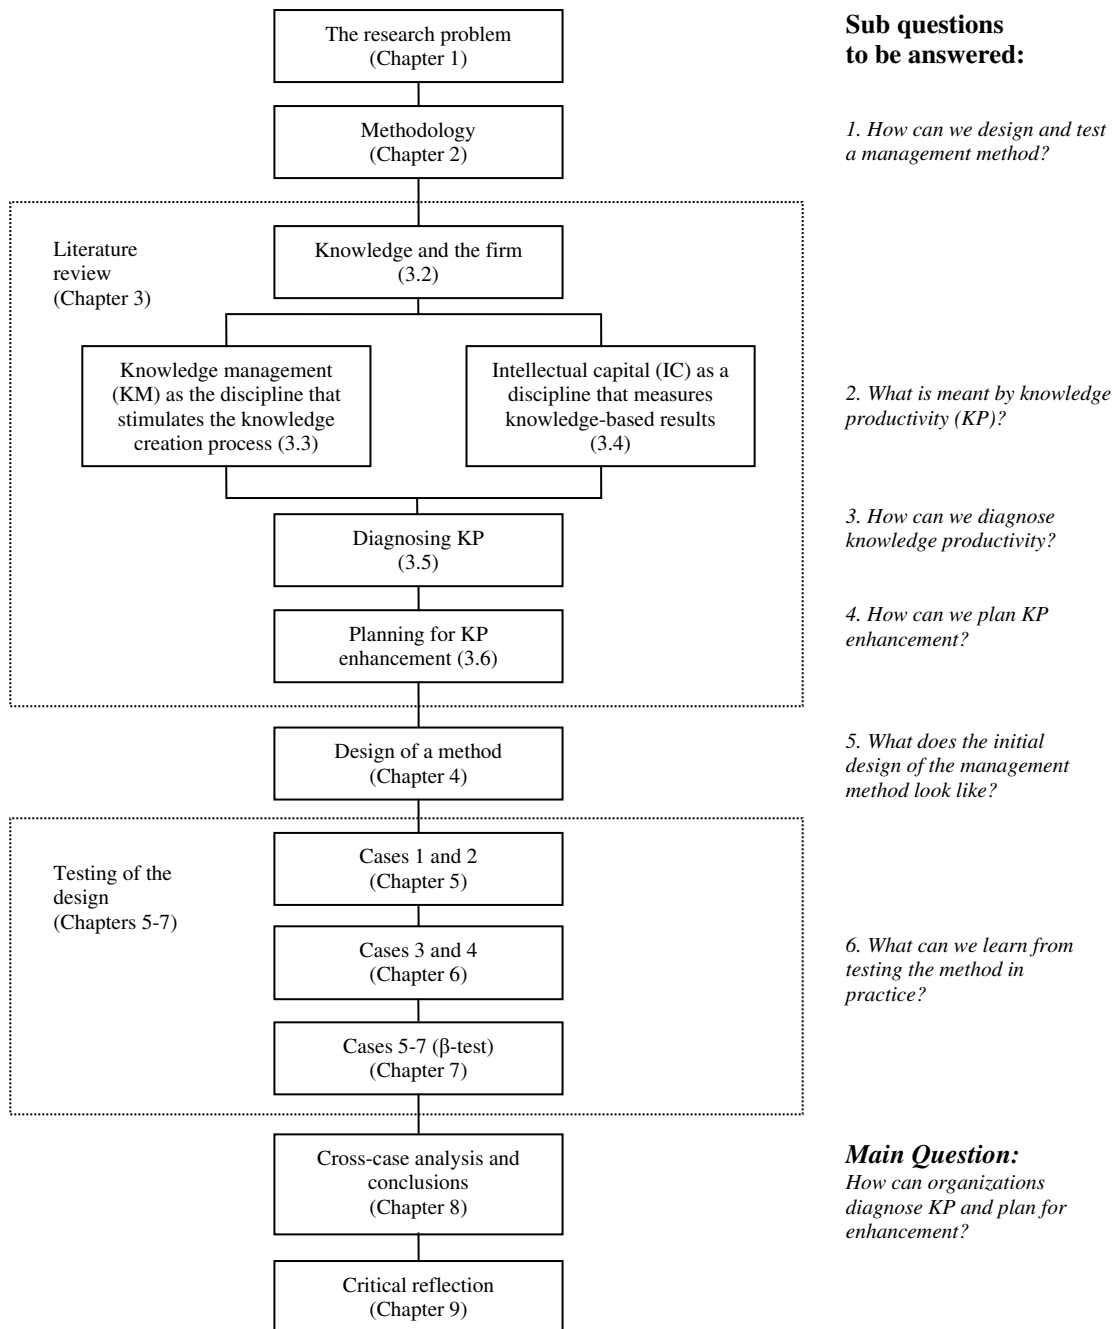 The research problem
(Chapter 1)
Sub questions
to be answered:
Methodology
(Chapter 2)
1. How can we design and test
a management method?
Literature
review
(Chapter 3)
Knowledge and the firm
(3.2)
Knowledge management
(KM) as the discipline that
stimulates the knowledge
creation process (3.3)
Intellectual capital (IC) as a
discipline that measures
knowledge-based results
(3.4)
2. What is meant by knowledge
productivity (KP)?
Diagnosing KP
(3.5)
3. How can we diagnose
knowledge productivity?
Planning for KP
enhancement (3.6)
4. How can we plan KP
enhancement?
Design of a method
(Chapter 4)
5. What does the initial
design of the management
method look like?
Testing of the
design
(Chapters 5-7)
Cases 1 and 2
(Chapter 5)
Cases 3 and 4
(Chapter 6)
6. What can we learn from
testing the method in
practice?
Cases 5-7 (β-test)
(Chapter 7)
Cross-case analysis and
conclusions
(Chapter 8)
Main Question:
How can organizations
diagnose KP and plan for
enhancement?
Critical reflection
(Chapter 9)